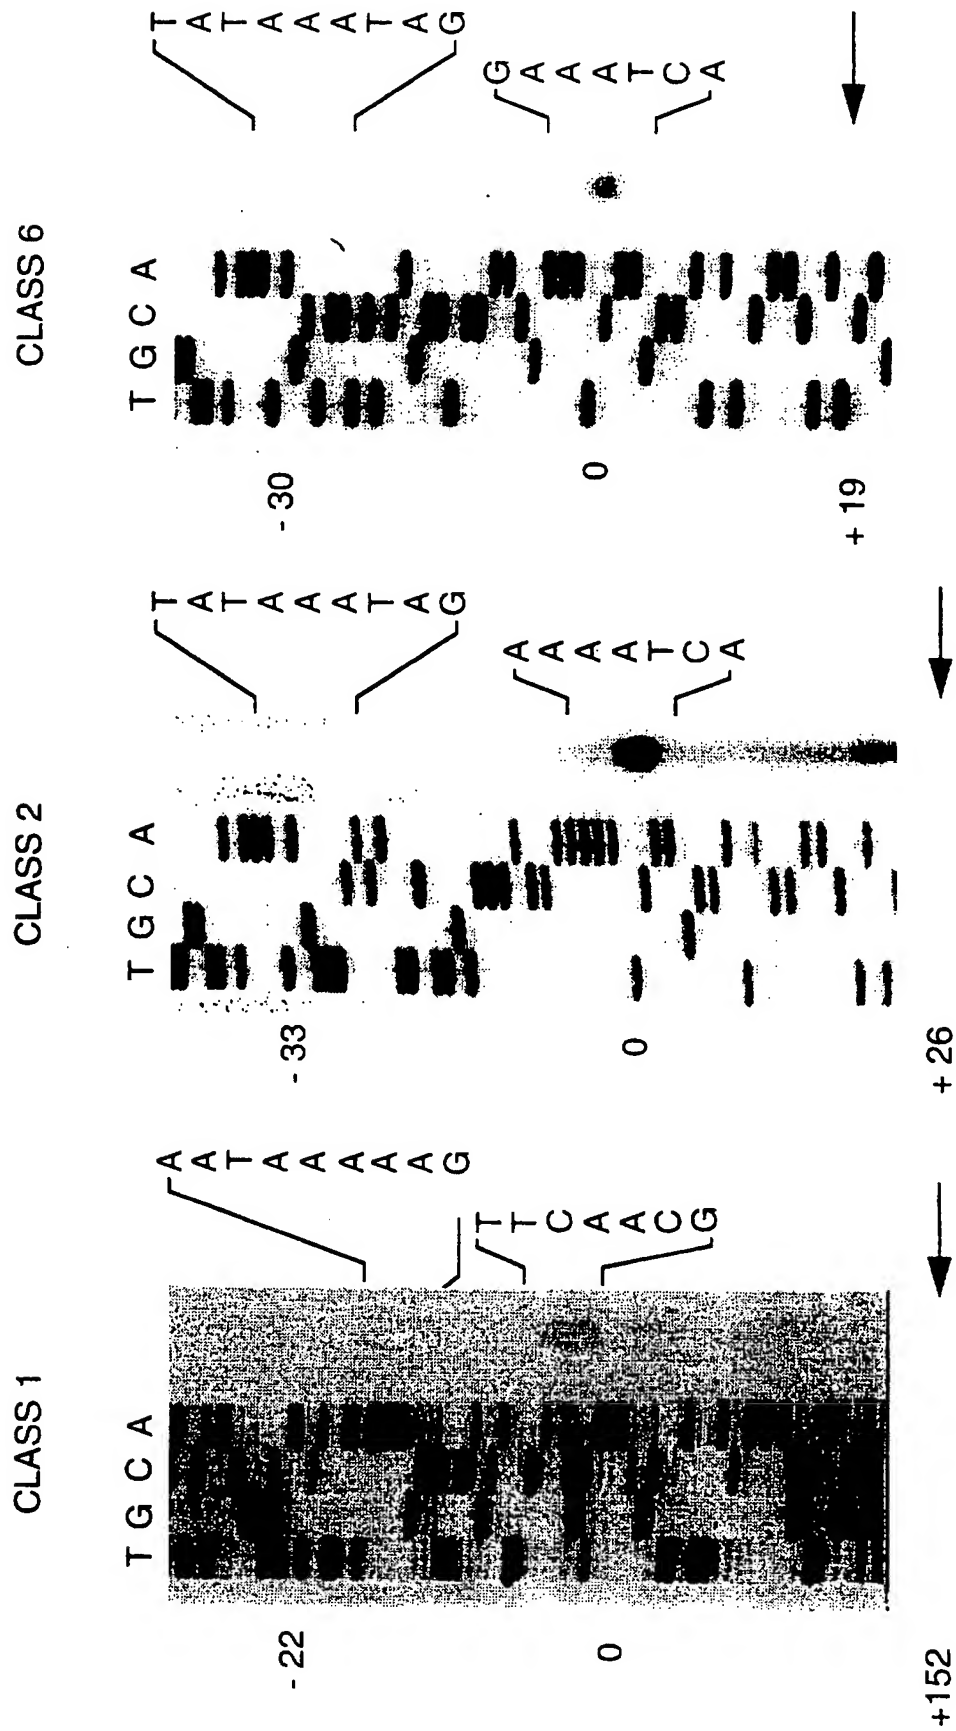 CLASS 1
T G C A
- 22
0
+152
A A T A A A A A G
T T C A A C G
CLASS 2
T G C A
- 33
0
+ 26
T A T A A A T A G
A A A A T C A
CLASS 6
T G C A
- 30
0
+ 19
T A T A A A T A G
G A A A T C A